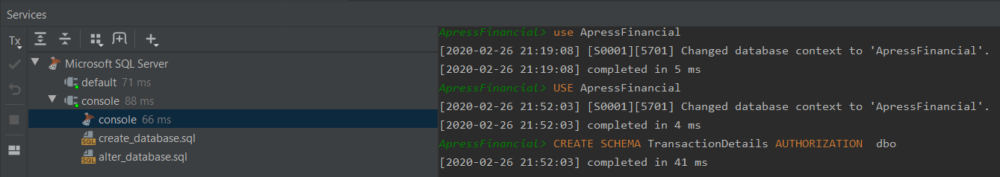 Services
Tx
Microsoft SQL Server
default 71 ms
console 88 ms
console 66 ms
SQL create_database.sql
SQL alter_database.sql
ApressFinancial> use ApressFinancial
[2020-02-26 21:19:08] [S0001][5701] Changed database context to 'ApressFinancial'.
[2020-02-26 21:19:08] completed in 5 ms
ApressFinancial> USE ApressFinancial
[2020-02-26 21:52:03] [S0001][5701] Changed database context to 'ApressFinancial'.
[2020-02-26 21:52:03] completed in 4 ms
ApressFinancial> CREATE SCHEMA TransactionDetails AUTHORIZATION  dbo
[2020-02-26 21:52:03] completed in 41 ms